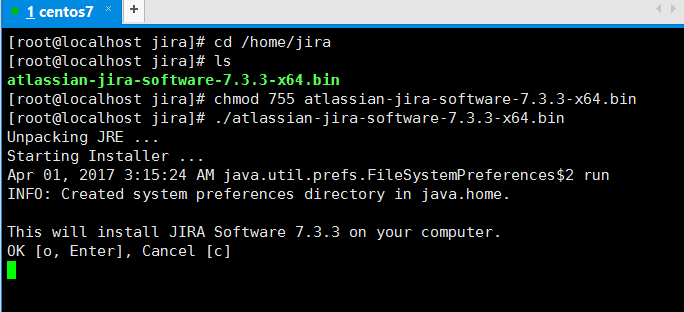 1 centos7
[root@localhost jira]# cd /home/jira
[root@localhost jira]# ls
atlassian-jira-software-7.3.3-x64.bin
[root@localhost jira]# chmod 755 atlassian-jira-software-7.3.3-x64.bin
[root@localhost jira]# ./atlassian-jira-software-7.3.3-x64.bin
Unpacking JRE ...
Starting Installer ...
Apr 01, 2017 3:15:24 AM java.util.prefs.FileSystemPreferences$2 run
INFO: Created system preferences directory in java.home.
This will install JIRA Software 7.3.3 on your computer.
OK [o, Enter], Cancel [c]